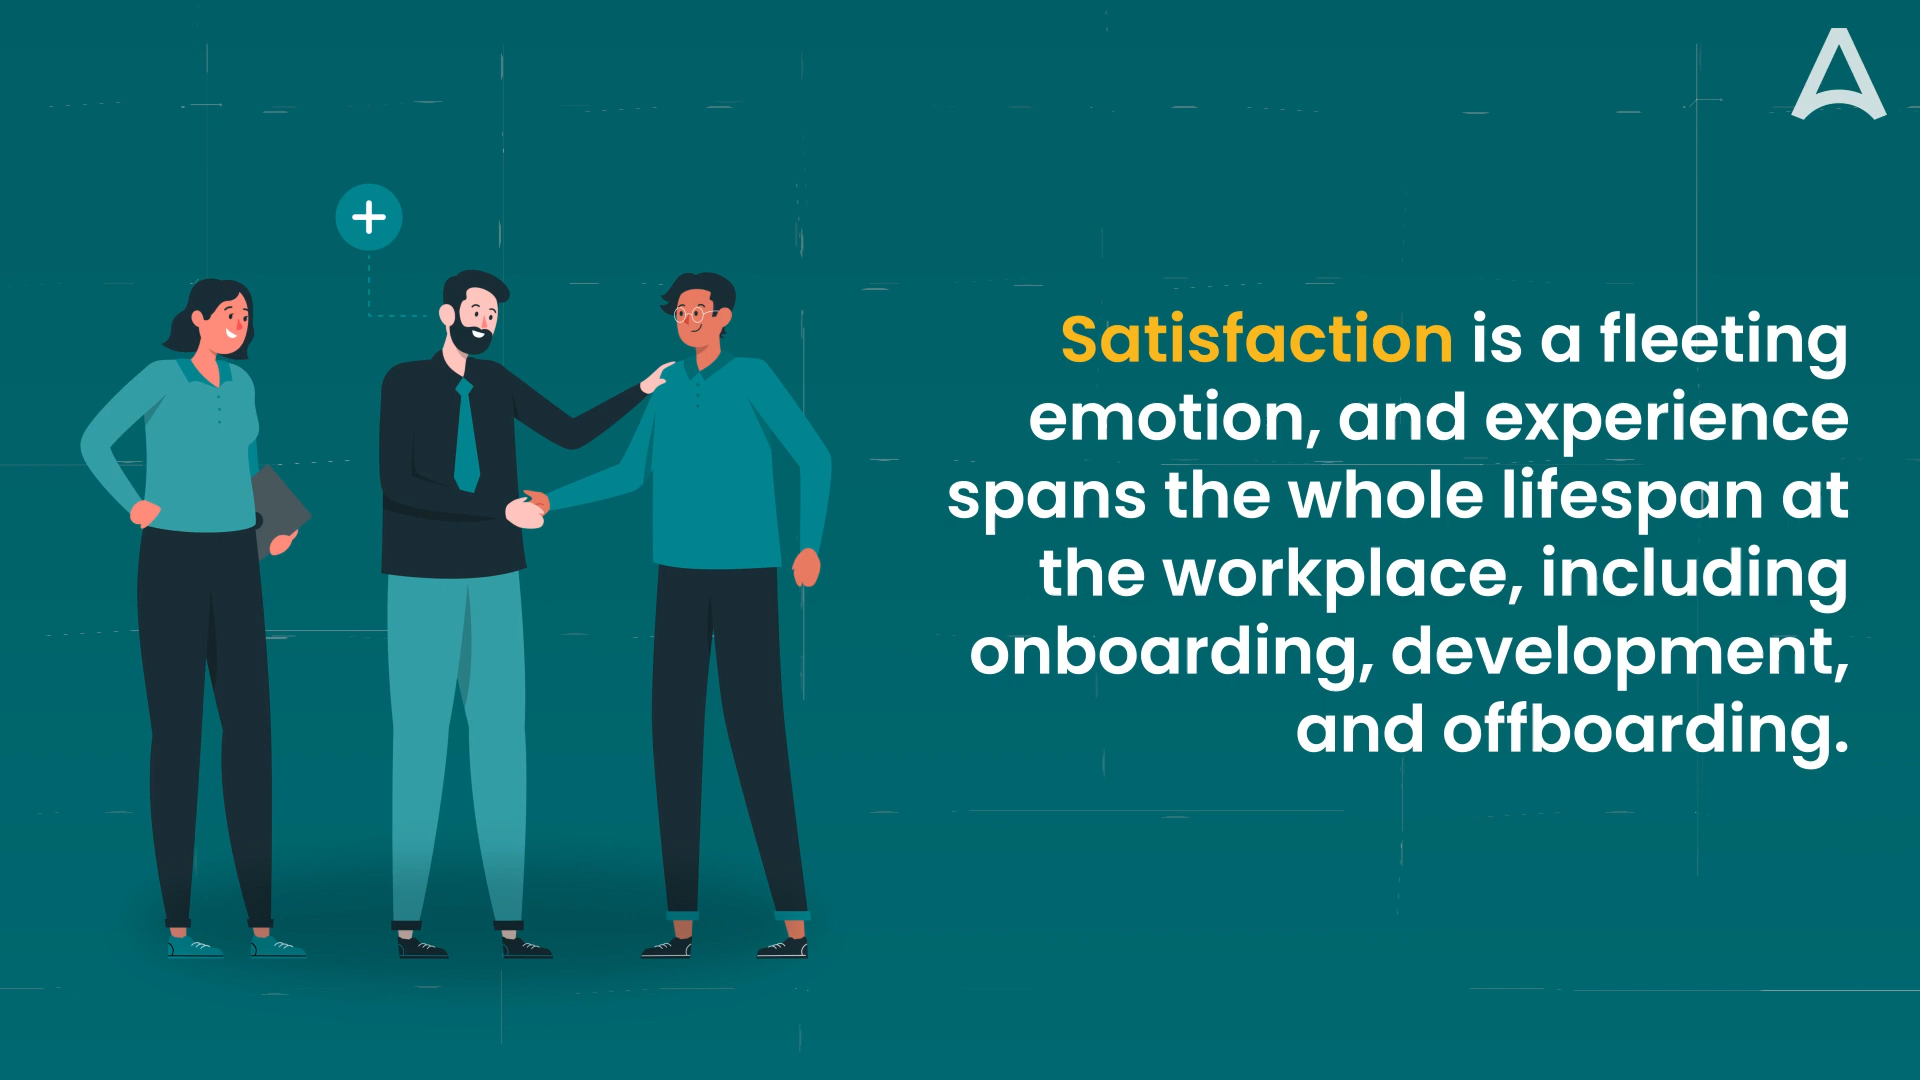 Satisfaction is a fleeting
emotion, and experience
spans the whole lifespan at
the workplace, including
onboarding, development,
and offboarding.